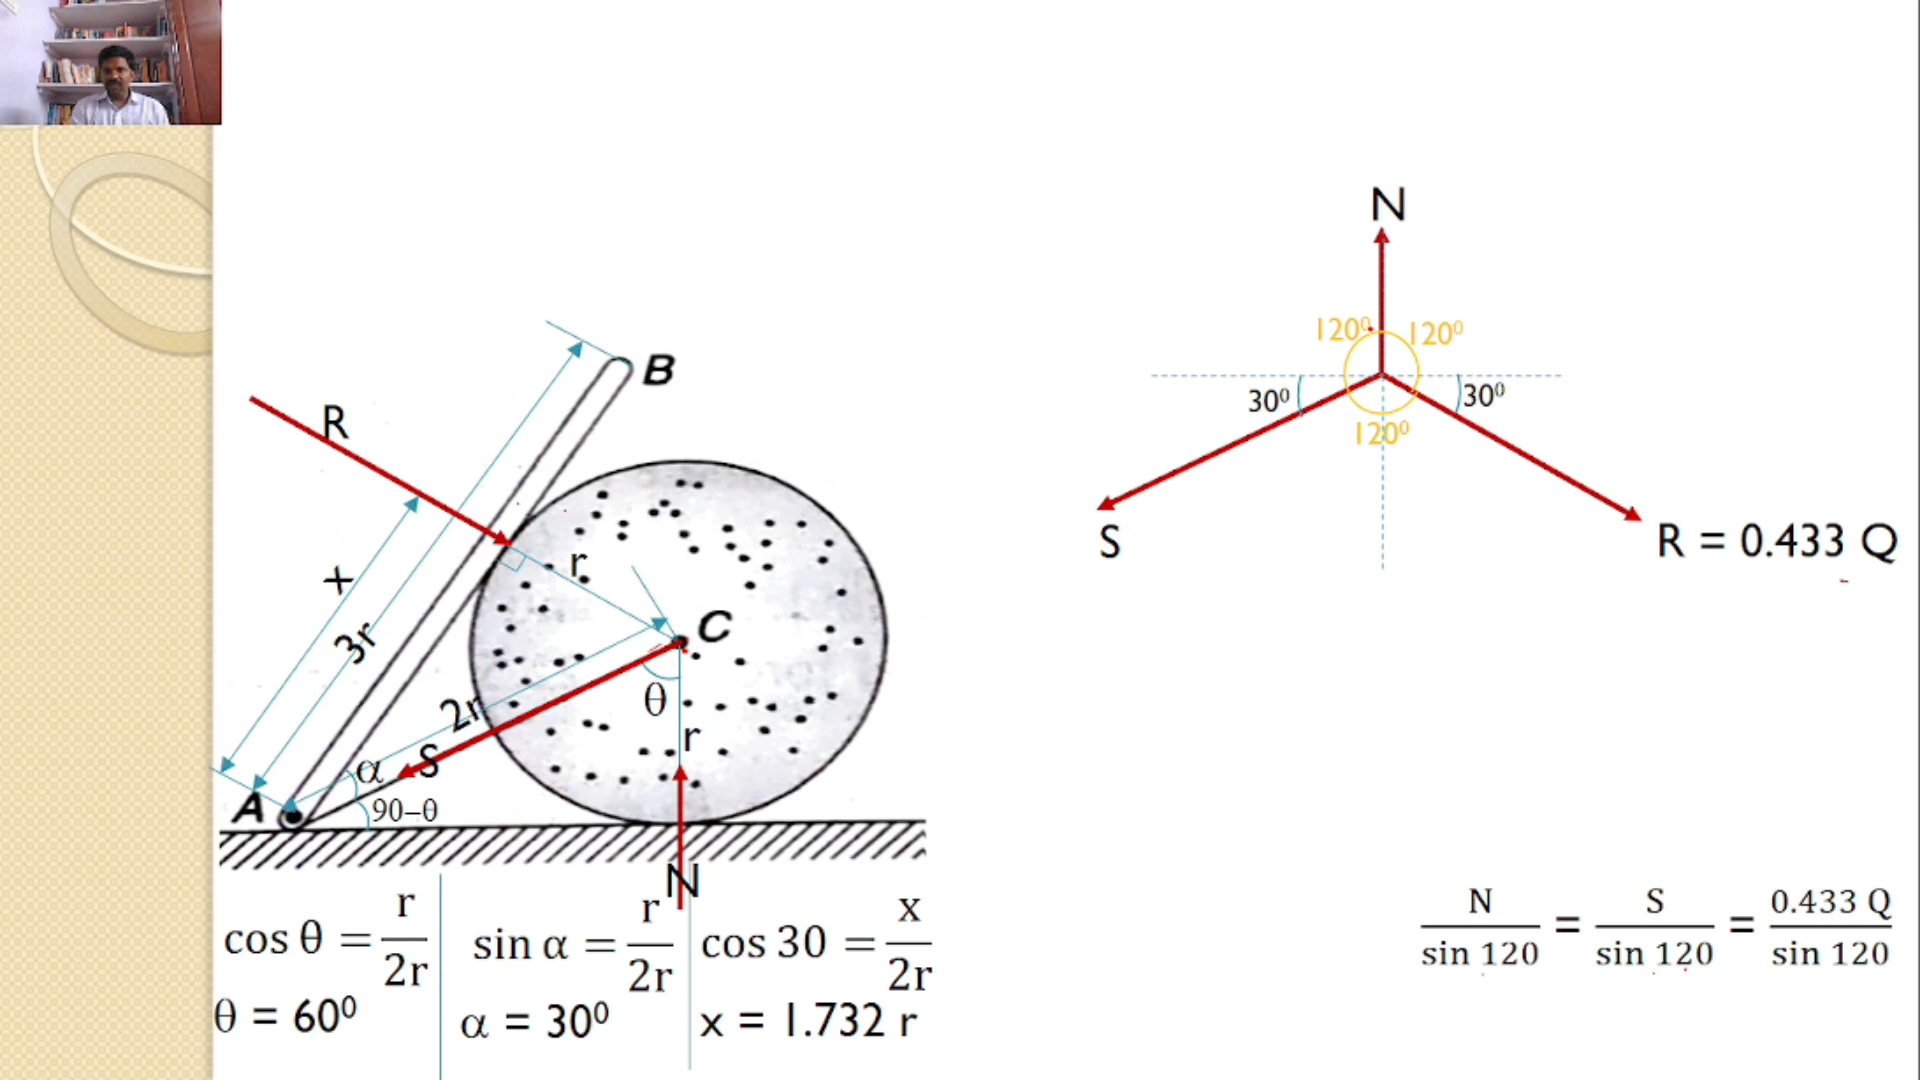 B
R
r
x
3r
C
2r
θ
r
S
α
A
90−θ
N
cos θ = r/2r
θ = 60⁰
sin α = r/2r
α = 30⁰
cos 30 = x/2r
x = 1.732 r
N
120⁰ 120⁰
30⁰ 30⁰
120⁰
S
R = 0.433 Q
N/sin 120 = S/sin 120 = 0.433 Q/sin 120